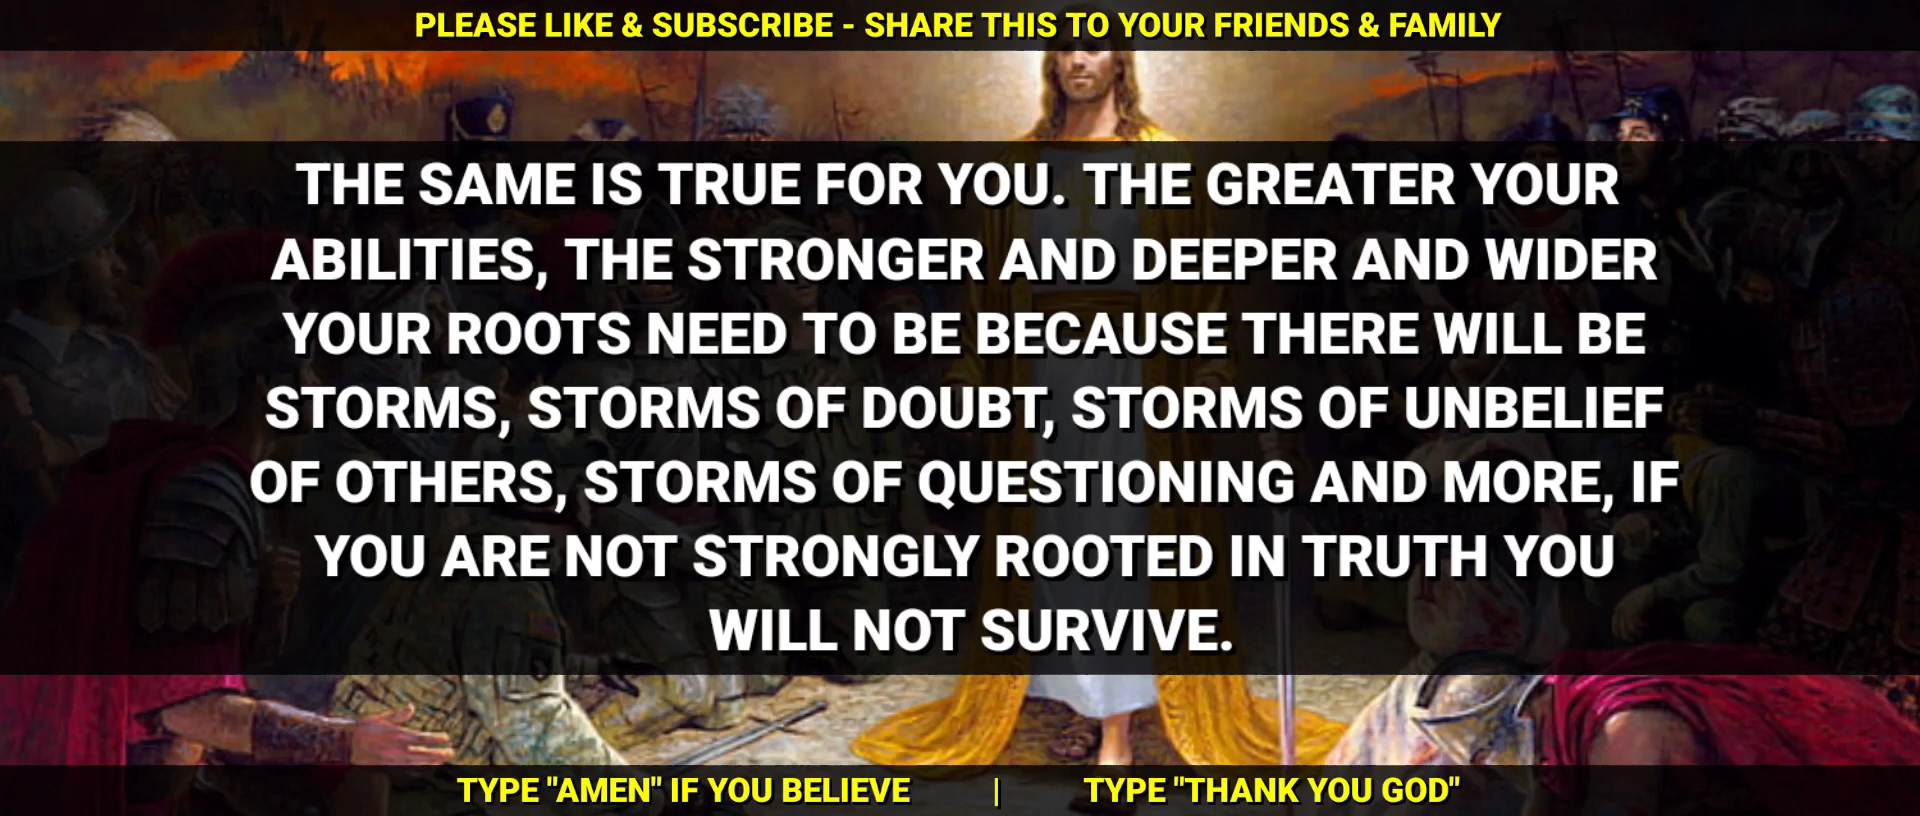 PLEASE LIKE & SUBSCRIBE - SHARE THIS TO YOUR FRIENDS & FAMILY
THE SAME IS TRUE FOR YOU. THE GREATER YOUR
ABILITIES, THE STRONGER AND DEEPER AND WIDER
YOUR ROOTS NEED TO BE BECAUSE THERE WILL BE
STORMS, STORMS OF DOUBT, STORMS OF UNBELIEF
OF OTHERS, STORMS OF QUESTIONING AND MORE, IF
YOU ARE NOT STRONGLY ROOTED IN TRUTH YOU
WILL NOT SURVIVE.
TYPE "AMEN" IF YOU BELIEVE | TYPE "THANK YOU GOD"